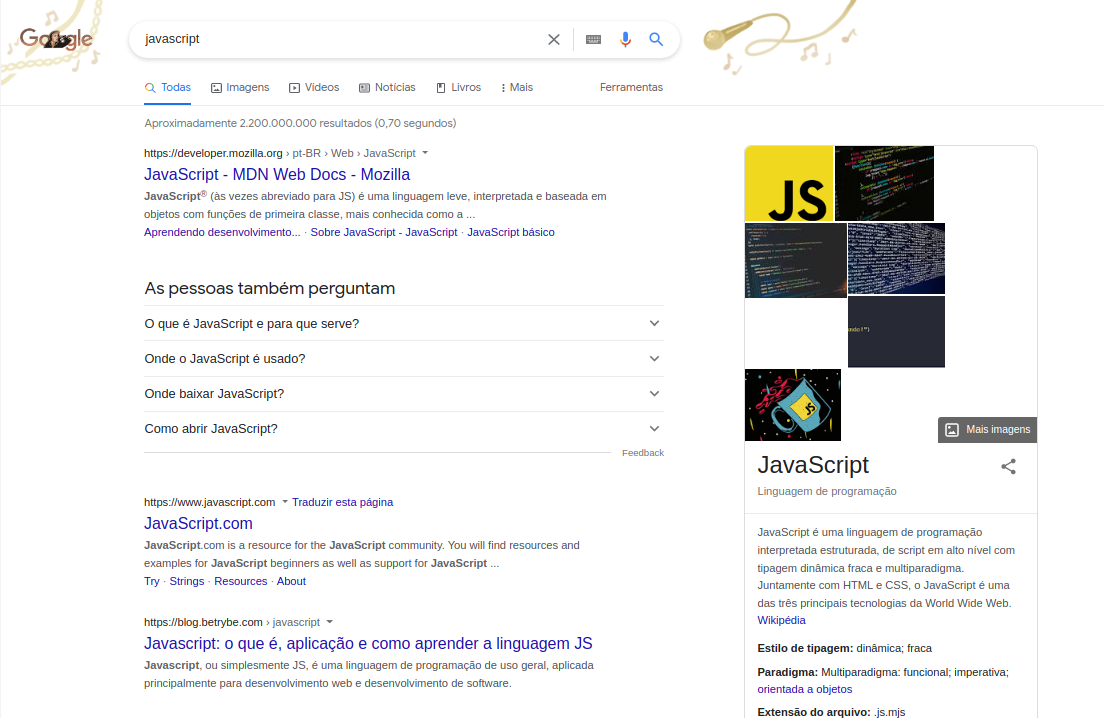 Google
javascript
Todas
Imagens
Vídeos
Notícias
Livros
Mais
Ferramentas
Aproximadamente 2.200.000.000 resultados (0,70 segundos)
https://developer.mozilla.org › pt-BR › Web › JavaScript
JavaScript - MDN Web Docs - Mozilla
JavaScript® (às vezes abreviado para JS) é uma linguagem leve, interpretada e baseada em
objetos com funções de primeira classe, mais conhecida como a ...
Aprendendo desenvolvimento... · Sobre JavaScript - JavaScript · JavaScript básico
As pessoas também perguntam
O que é JavaScript e para que serve?
Onde o JavaScript é usado?
Onde baixar JavaScript?
Como abrir JavaScript?
Feedback
https://www.javascript.com Traduzir esta página
JavaScript.com
JavaScript.com is a resource for the JavaScript community. You will find resources and
examples for JavaScript beginners as well as support for JavaScript ...
Try · Strings · Resources · About
https://blog.betrybe.com › javascript
Javascript: o que é, aplicação e como aprender a linguagem JS
Javascript, ou simplesmente JS, é uma linguagem de programação de uso geral, aplicada
principalmente para desenvolvimento web e desenvolvimento de software.
JS
JS
Mais imagens
JavaScript
Linguagem de programação
JavaScript é uma linguagem de programação
interpretada estruturada, de script em alto nível com
tipagem dinâmica fraca e multiparadigma.
Juntamente com HTML e CSS, o JavaScript é uma
das três principais tecnologias da World Wide Web.
Wikipédia
Estilo de tipagem: dinâmica; fraca
Paradigma: Multiparadigma: funcional; imperativa;
orientada a objetos
Extensão do arquivo: .js.mjs